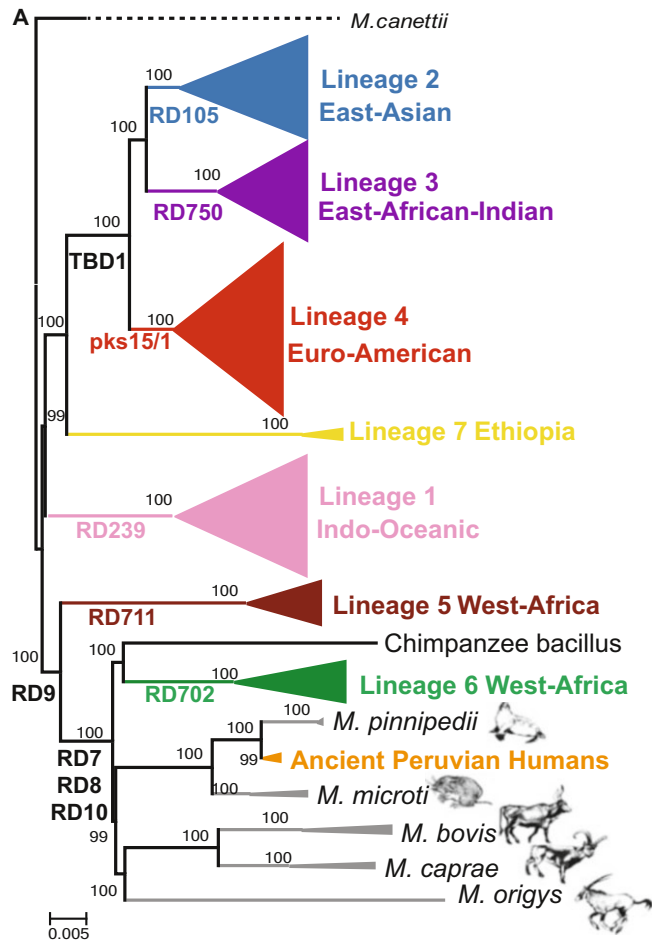 A
M.canettii
100
Lineage 2
East-Asian
RD105
100
100
Lineage 3
East-African-Indian
RD750
100
TBD1
100
Lineage 4
Euro-American
pks15/1
100
99
100
Lineage 7 Ethiopia
100
Lineage 1
Indo-Oceanic
RD239
100
Lineage 5 West-Africa
RD711
100
RD9
100
Chimpanzee bacillus
100
Lineage 6 West-Africa
RD702
100
RD7
RD8
RD10
100
M. pinnipedii
100
99
Ancient Peruvian Humans
100
100
M. microti
99
100
M. bovis
100
100
M. caprae
100
M. origys
0.005